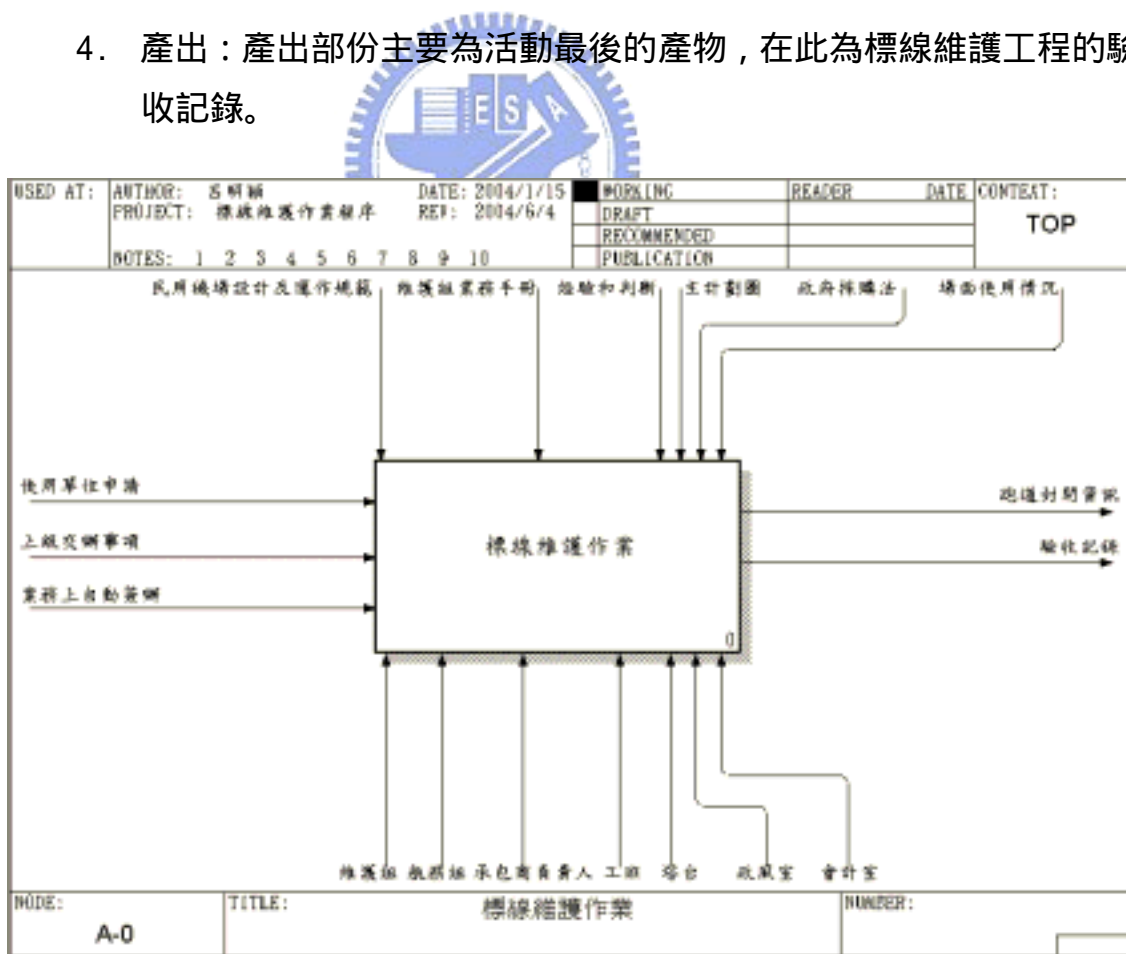 4. 產出：產出部份主要為活動最後的產物，在此為標線維護工程的驗
收記錄。
ESA
USED AT: AUTHOR: 呂明穎 DATE: 2004/1/15 WORKING READER DATE CONTEXT:
PROJECT: 標線維護作業程序 REV: 2004/6/4 DRAFT TOP
RECOMMENDED
NOTES: 1 2 3 4 5 6 7 8 9 10 PUBLICATION
民用機場設計及運作規範 維護組業務手冊 經驗和判斷 主計劃圖 政府採購法 場面使用情況
使用單位申請 跑道封閉資訊
上級交辦事項 標線維護作業 驗收記錄
業務上自動簽辦
0
維護組 航務組 承包商負責人 工班 塔台 政風室 會計室
NODE: TITLE: 標線維護作業 NUMBER:
A-0